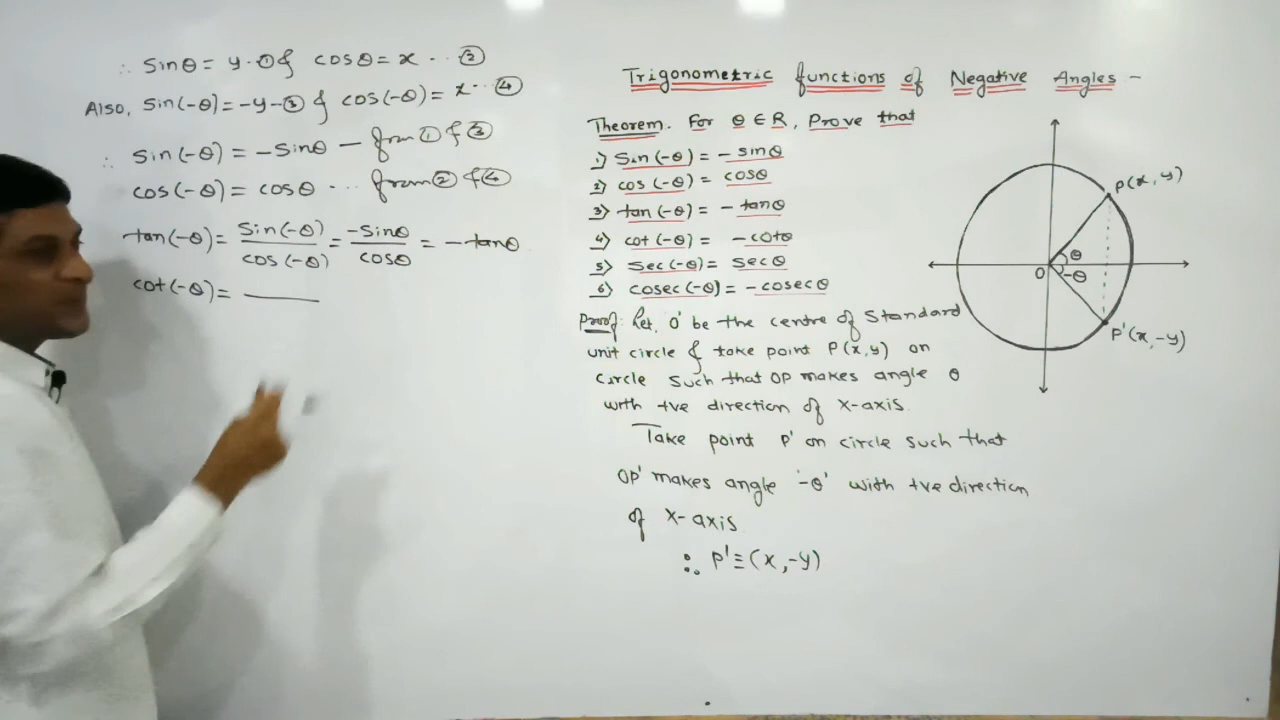 ∴ Sinθ = y - ① & cosθ = x ... ②
Also, Sin(-θ) = -y - ③ & cos(-θ) = x ... ④
∴ Sin(-θ) = -Sinθ - from ① & ③
cos(-θ) = cosθ ... from ② & ④
tan(-θ) = Sin(-θ)/cos(-θ) = -Sinθ/cosθ = -tanθ
cot(-θ) =
Trigonometric functions of Negative Angles -
Theorem. For θ ∈ R, Prove that
1) Sin(-θ) = -sinθ
2) cos(-θ) = cosθ
3) tan(-θ) = -tanθ
4) cot(-θ) = -cotθ
5) sec(-θ) = secθ
6) cosec(-θ) = -cosecθ
Proof: Let, 'O' be the centre of Standard
unit circle & take point P(x,y) on
circle such that OP makes angle θ
with +ve direction of X-axis.
Take point P' on circle such that
OP' makes angle '-θ' with +ve direction
of X-axis.
∴ P' ≡ (x,-y)
P(x,y)
θ
O
-θ
P'(x,-y)